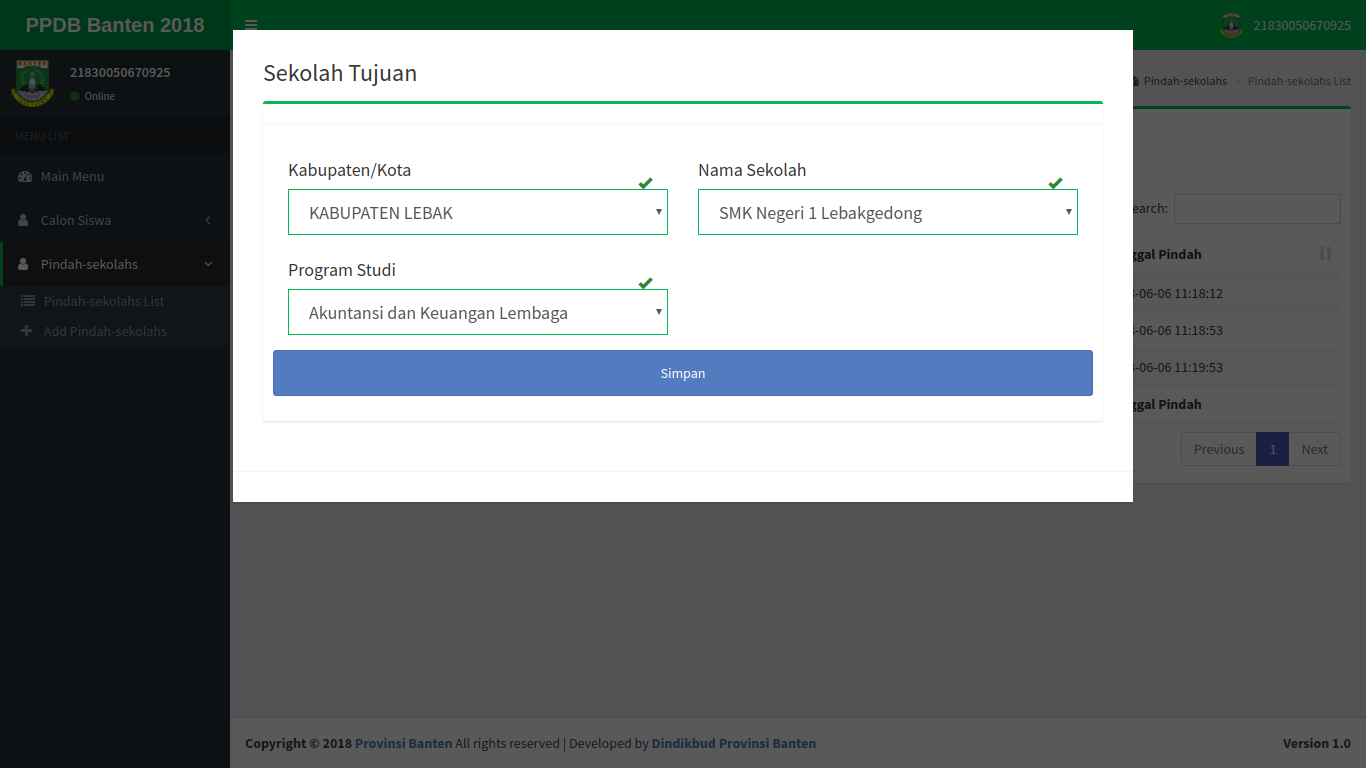 PPDB Banten 2018
21830050670925
21830050670925
Online
MENU LIST
Main Menu
Calon Siswa
Pindah-sekolahs
Pindah-sekolahs List
Add Pindah-sekolahs
Pindah-sekolahs > Pindah-sekolahs List
Sekolah Tujuan
Kabupaten/Kota
KABUPATEN LEBAK
Nama Sekolah
SMK Negeri 1 Lebakgedong
Program Studi
Akuntansi dan Keuangan Lembaga
Simpan
earch:
ggal Pindah
-06-06 11:18:12
-06-06 11:18:53
-06-06 11:19:53
ggal Pindah
Previous 1 Next
Copyright © 2018 Provinsi Banten All rights reserved | Developed by Dindikbud Provinsi Banten
Version 1.0